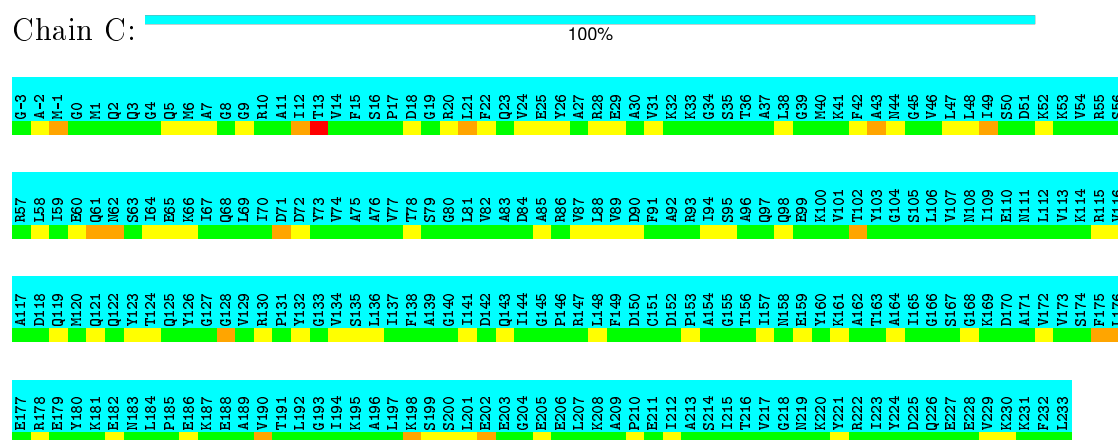 Chain C:
100%
G-3 A-2 M-1 G0 M1 Q2 Q3 G4 Q5 M6 A7 G8 G9 R10 A11 I12 T13 V14 F15 S16 P17 D18 G19 R20 L21 F22 Q23 V24 E25 Y26 A27 R28 E29 A30 V31 K32 K33 G34 S35 T36 A37 L38 G39 M40 K41 F42 A43 N44 G45 V46 L47 L48 I49 S50 D51 K52 K53 V54 R55 S56
R57 L58 I59 E60 Q61 N62 S63 I64 E65 K66 I67 Q68 L69 I70 D71 D72 Y73 V74 A75 A76 V77 T78 S79 G80 L81 V82 A83 D84 A85 R86 V87 L88 V89 D90 F91 A92 R93 I94 S95 A96 Q97 Q98 E99 K100 V101 T102 Y103 G104 S105 L106 V107 N108 I109 E110 N111 L112 V113 K114 R115 V116
A117 D118 Q119 M120 Q121 Q122 Y123 T124 Q125 Y126 G127 G128 V129 R130 P131 Y132 G133 V134 S135 L136 I137 F138 A139 G140 I141 D142 Q143 I144 G145 P146 R147 L148 F149 D150 C151 D152 P153 A154 G155 T156 I157 N158 E159 Y160 K161 A162 T163 A164 I165 G166 S167 G168 K169 D170 A171 V172 V173 S174 F175 L176
E177 R178 E179 Y180 K181 E182 N183 L184 P185 E186 K187 E188 A189 V190 T191 L192 G193 I194 K195 A196 L197 K198 S199 S200 L201 E202 E203 G204 E205 E206 L207 K208 A209 P210 E211 I212 A213 S214 I215 T216 V217 G218 N219 K220 Y221 R222 I223 Y224 D225 Q226 E227 E228 V229 K230 K231 F232 L233